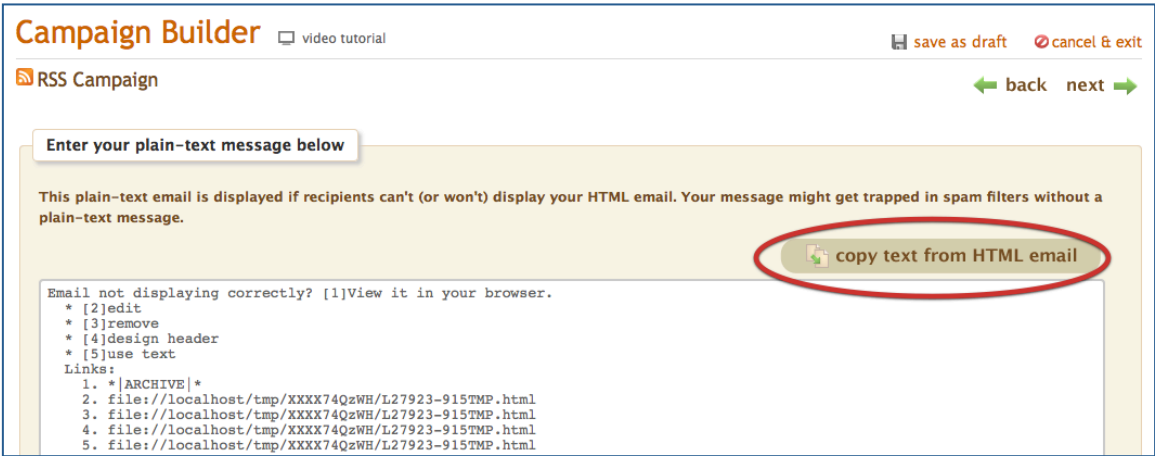 Campaign Builder video tutorial
save as draft cancel & exit
RSS Campaign
back next
Enter your plain-text message below
This plain-text email is displayed if recipients can't (or won't) display your HTML email. Your message might get trapped in spam filters without a
plain-text message.
copy text from HTML email
Email not displaying correctly? [1]View it in your browser.
* [2]edit
* [3]remove
* [4]design header
* [5]use text
Links:
1. *|ARCHIVE|*
2. file://localhost/tmp/XXXX74QzWH/L27923-915TMP.html
3. file://localhost/tmp/XXXX74QzWH/L27923-915TMP.html
4. file://localhost/tmp/XXXX74QzWH/L27923-915TMP.html
5. file://localhost/tmp/XXXX74QzWH/L27923-915TMP.html